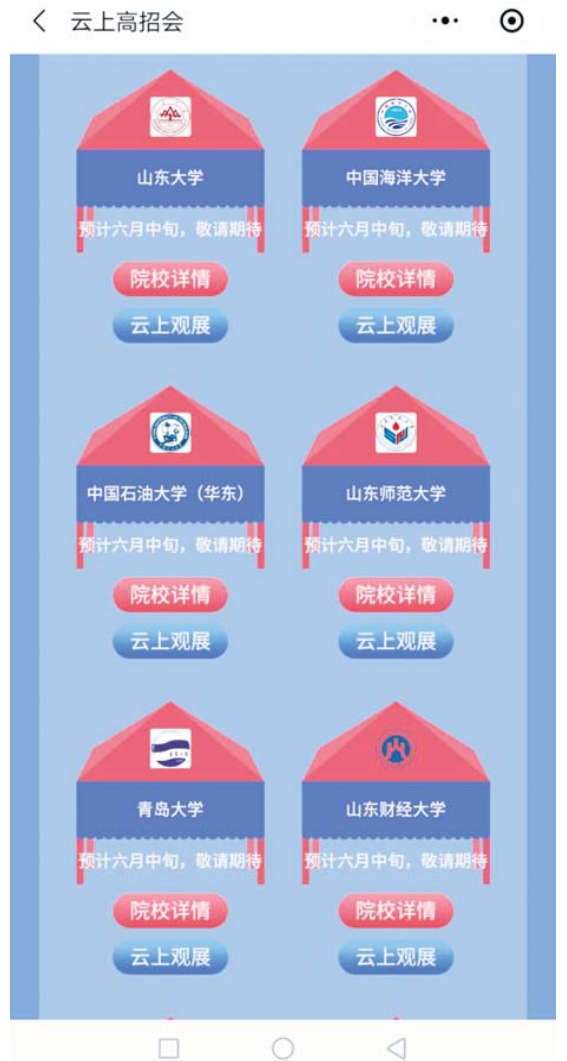 云上高招会
山东大学
中国海洋大学
预计六月中旬，敬请期待
预计六月中旬，敬请期待
院校详情
院校详情
云上观展
云上观展
中国石油大学（华东）
山东师范大学
预计六月中旬，敬请期待
预计六月中旬，敬请期待
院校详情
院校详情
云上观展
云上观展
青岛大学
山东财经大学
预计六月中旬，敬请期待
预计六月中旬，敬请期待
院校详情
院校详情
云上观展
云上观展